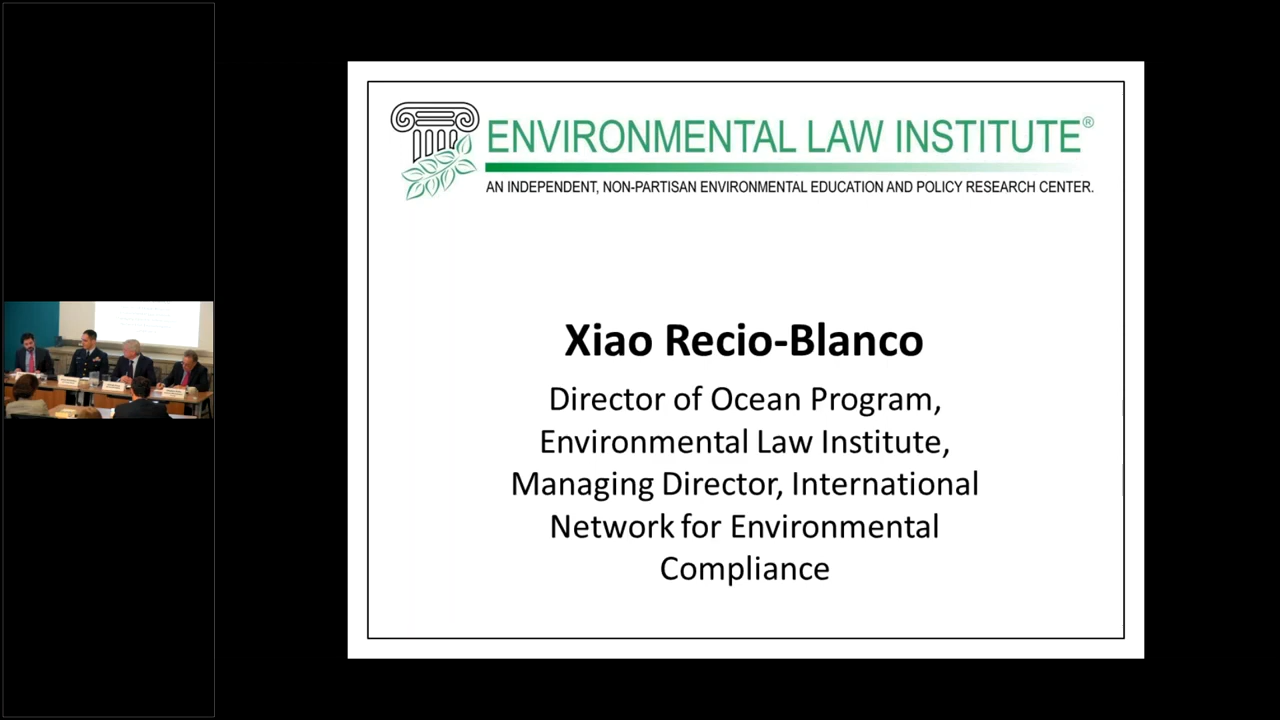 ENVIRONMENTAL LAW INSTITUTE®
AN INDEPENDENT, NON-PARTISAN ENVIRONMENTAL EDUCATION AND POLICY RESEARCH CENTER.
Xiao Recio-Blanco
Director of Ocean Program,
Environmental Law Institute,
Managing Director, International
Network for Environmental
Compliance